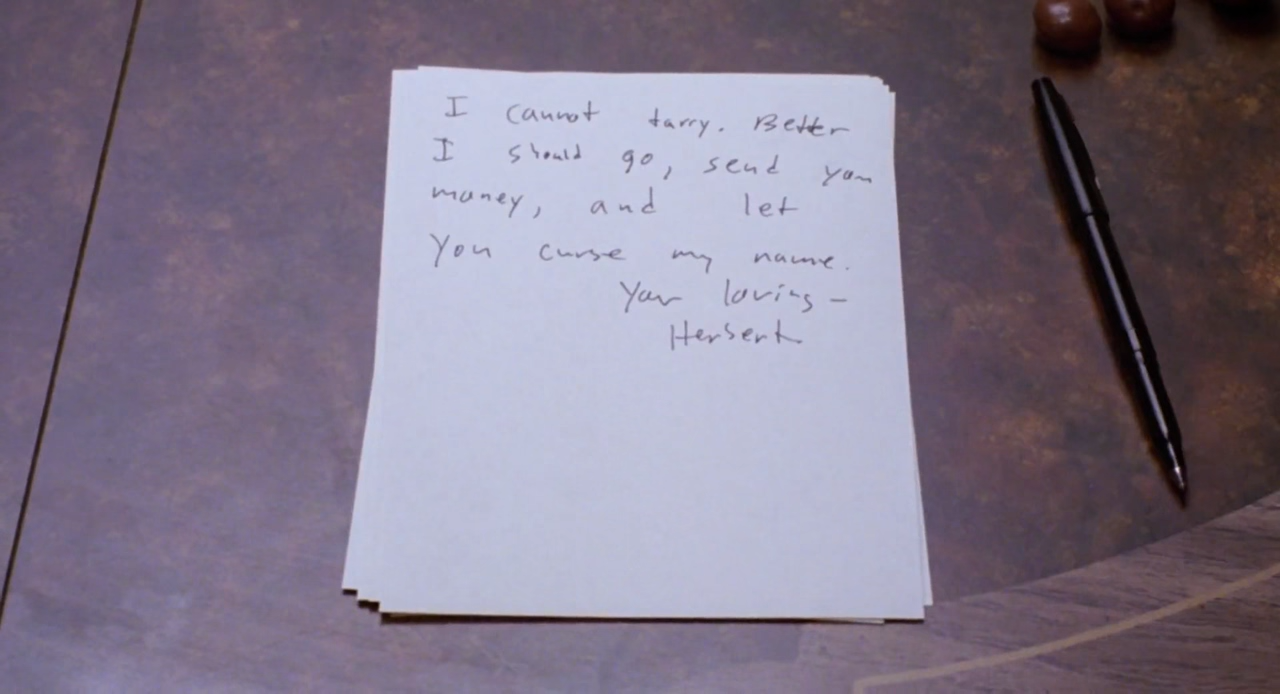 I cannot tarry. Better
I should go, send you
money, and let
you curse my name.
Your loving-
Herbert